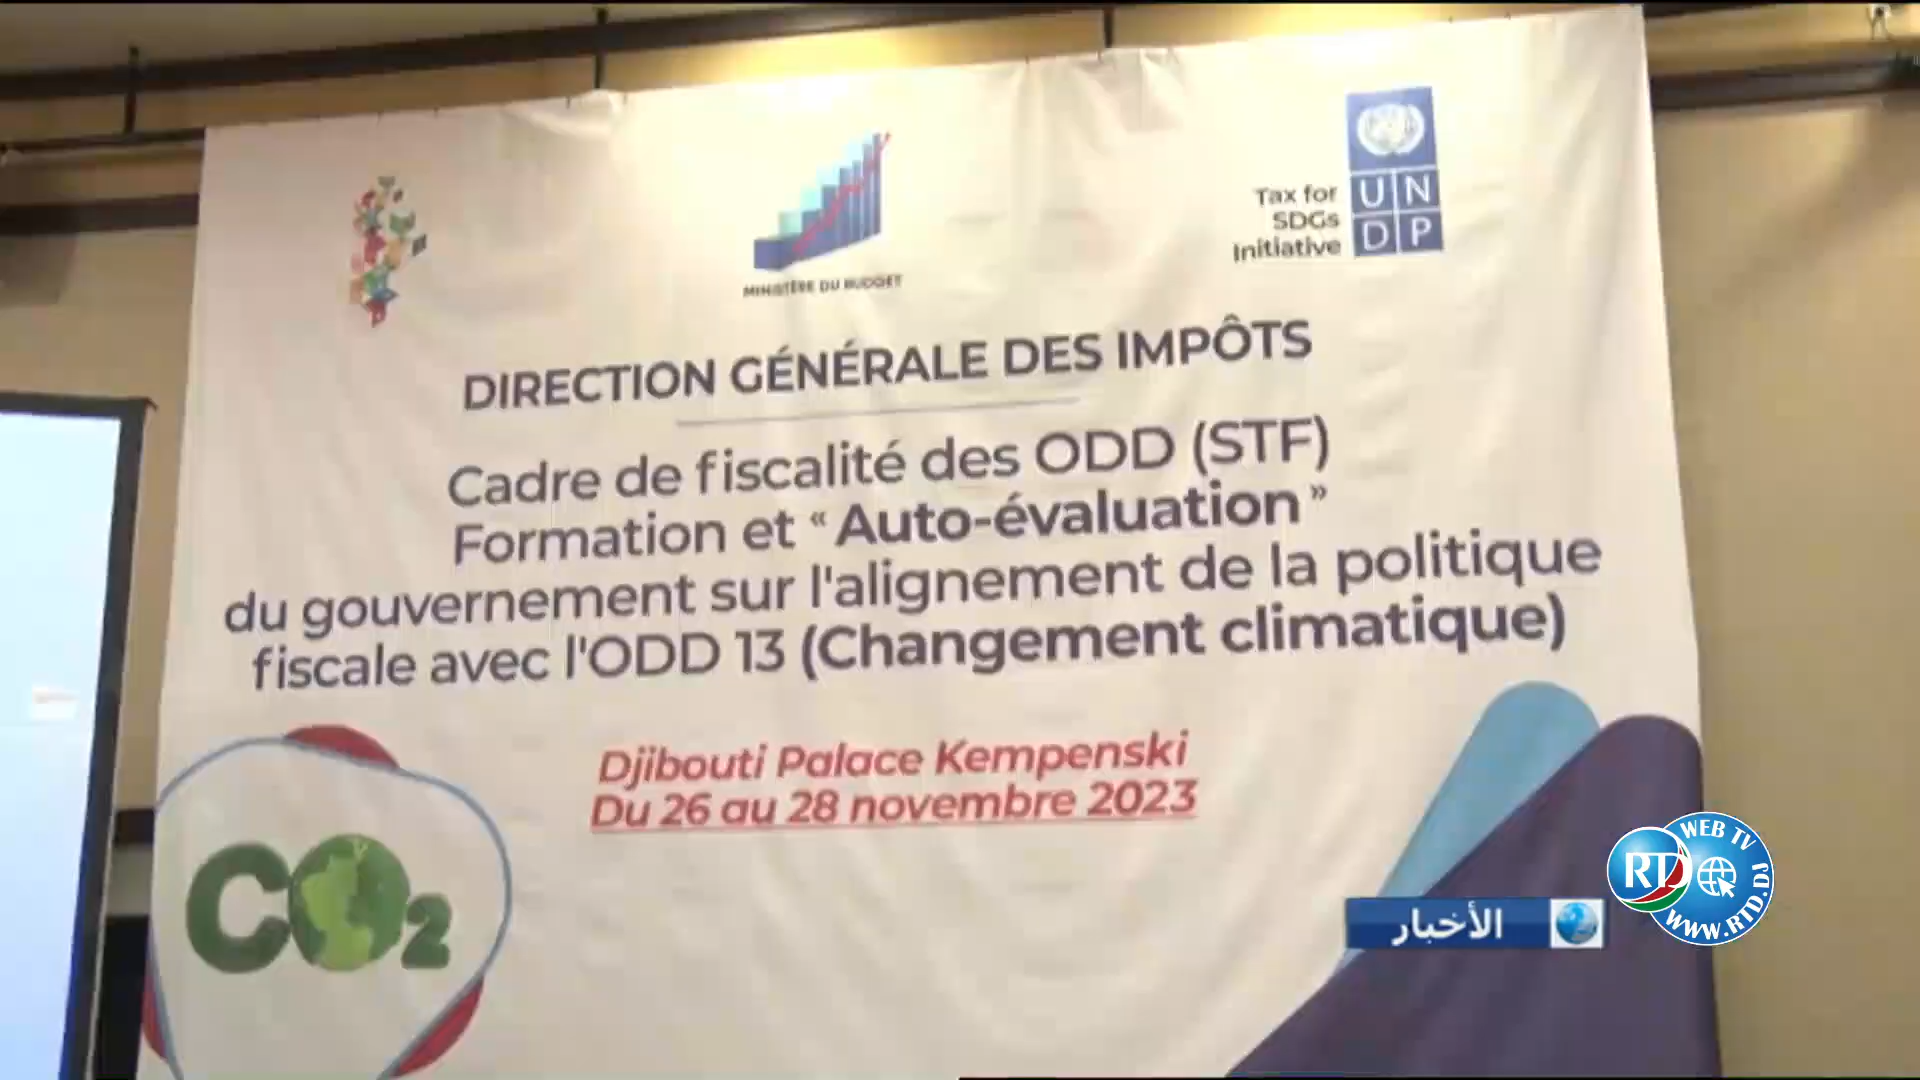 Tax for
SDGs
Initiative
U N
D P
MINISTÈRE DU BUDGET
DIRECTION GÉNÉRALE DES IMPÔTS
Cadre de fiscalité des ODD (STF)
Formation et “ Auto-évaluation ”
du gouvernement sur l'alignement de la politique
fiscale avec l'ODD 13 (Changement climatique)
Djibouti Palace Kempenski
Du 26 au 28 novembre 2023
CO2
الأخبار
RTD
WEB TV
WWW.RTD.DJ